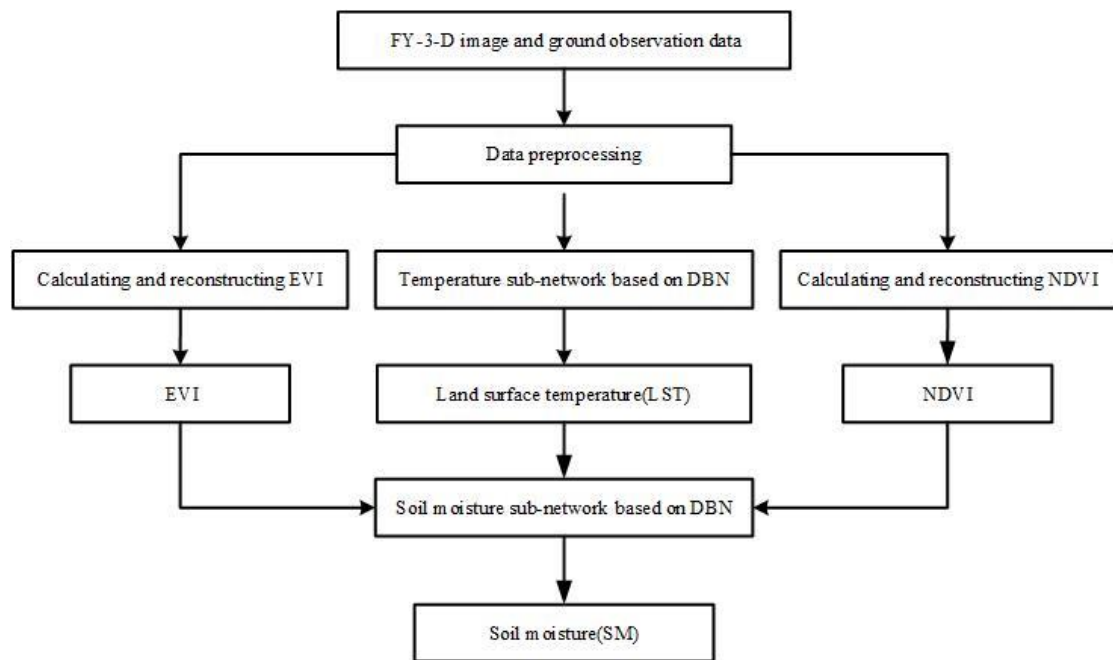 FY-3-D image and ground observation data
Data preprocessing
Calculating and reconstructing EVI
Temperature sub-network based on DBN
Calculating and reconstructing NDVI
EVI
Land surface temperature(LST)
NDVI
Soil moisture sub-network based on DBN
Soil moisture(SM)